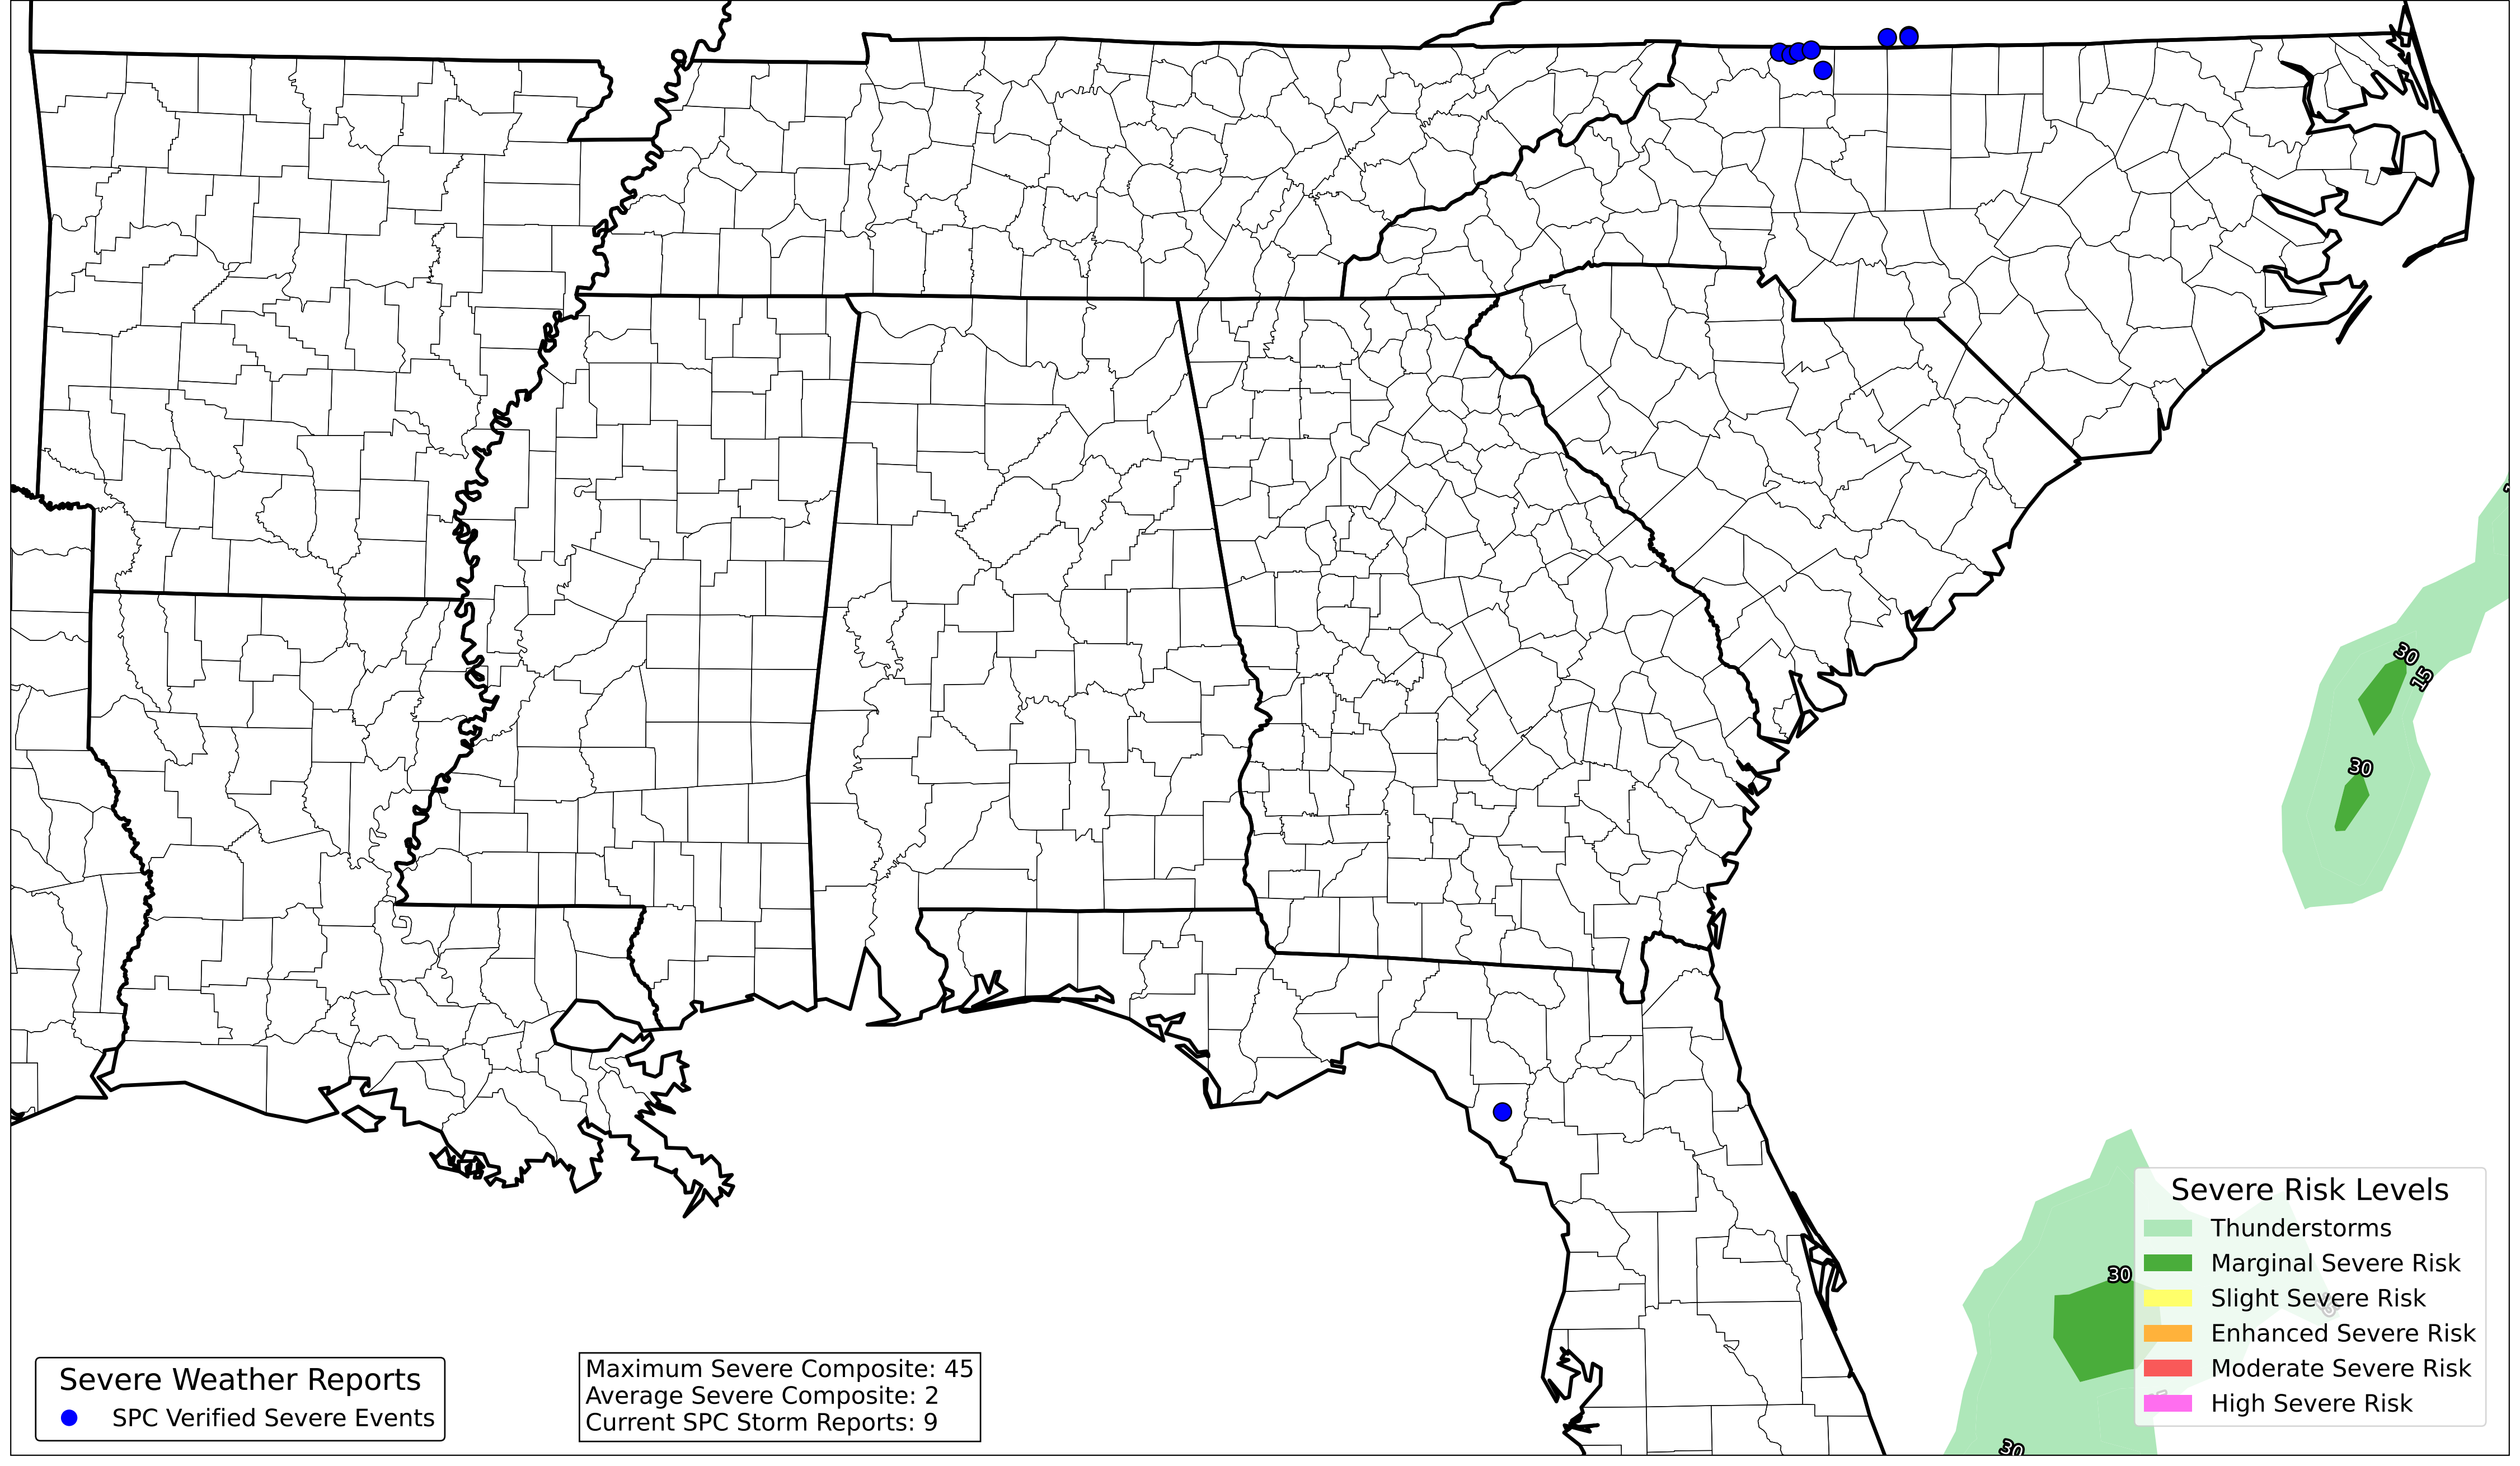 30
15
30
30
30
Severe Risk Levels
Thunderstorms
Marginal Severe Risk
Slight Severe Risk
Enhanced Severe Risk
Moderate Severe Risk
High Severe Risk
Severe Weather Reports
SPC Verified Severe Events
Maximum Severe Composite: 45
Average Severe Composite: 2
Current SPC Storm Reports: 9